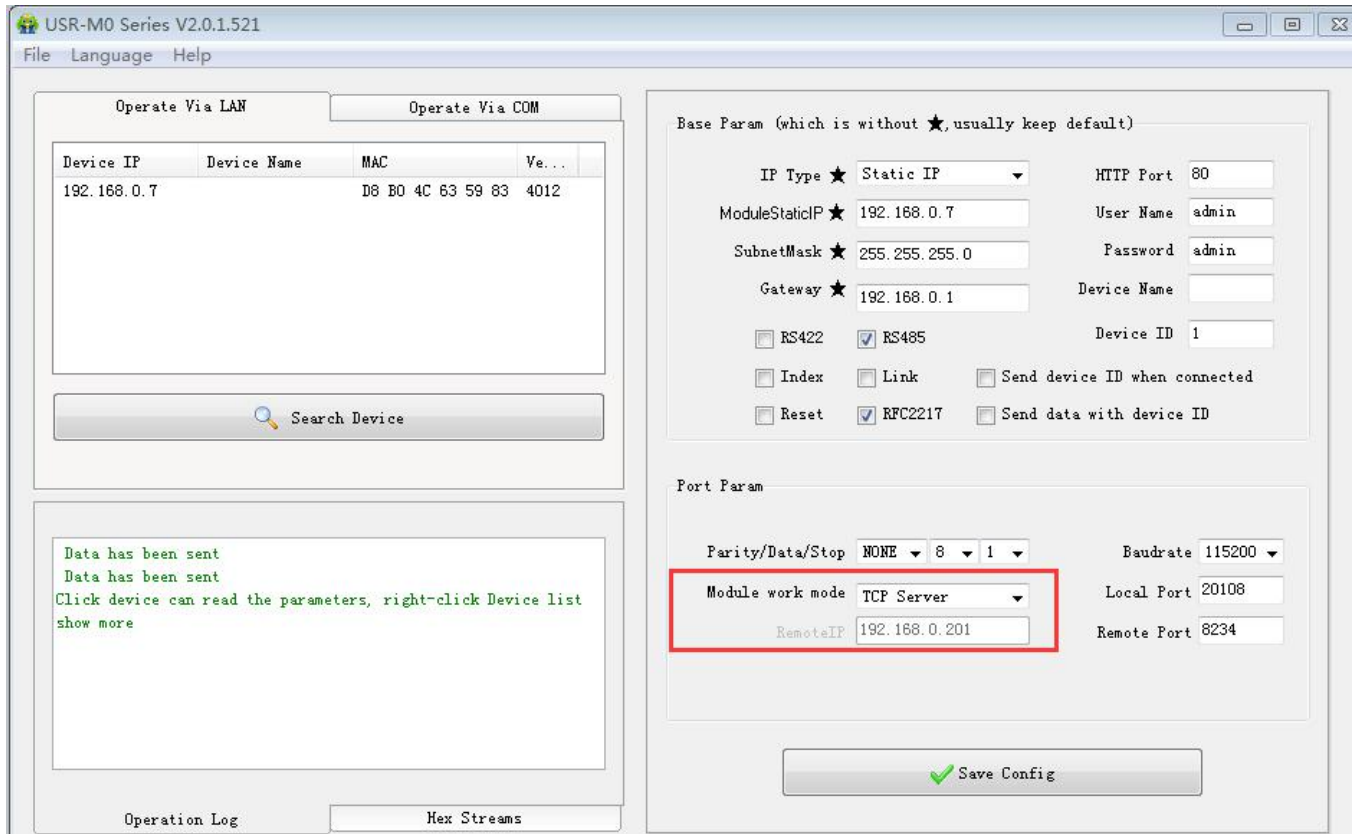 USR-M0 Series V2.0.1.521
File Language Help
Operate Via LAN
Operate Via COM
Device IP Device Name MAC Ve...
192.168.0.7 D8 B0 4C 63 59 83 4012
Search Device
Data has been sent
Data has been sent
Click device can read the parameters, right-click Device list
show more
Operation Log
Hex Streams
Base Param (which is without ★,usually keep default)
IP Type ★ Static IP
HTTP Port 80
ModuleStaticIP ★ 192.168.0.7
User Name admin
SubnetMask ★ 255.255.255.0
Password admin
Gateway ★ 192.168.0.1
Device Name
RS422 RS485
Device ID 1
Index Link Send device ID when connected
Reset RFC2217 Send data with device ID
Port Param
Parity/Data/Stop NONE 8 1
Baudrate 115200
Module work mode TCP Server
Local Port 20108
RemoteIP 192.168.0.201
Remote Port 8234
Save Config